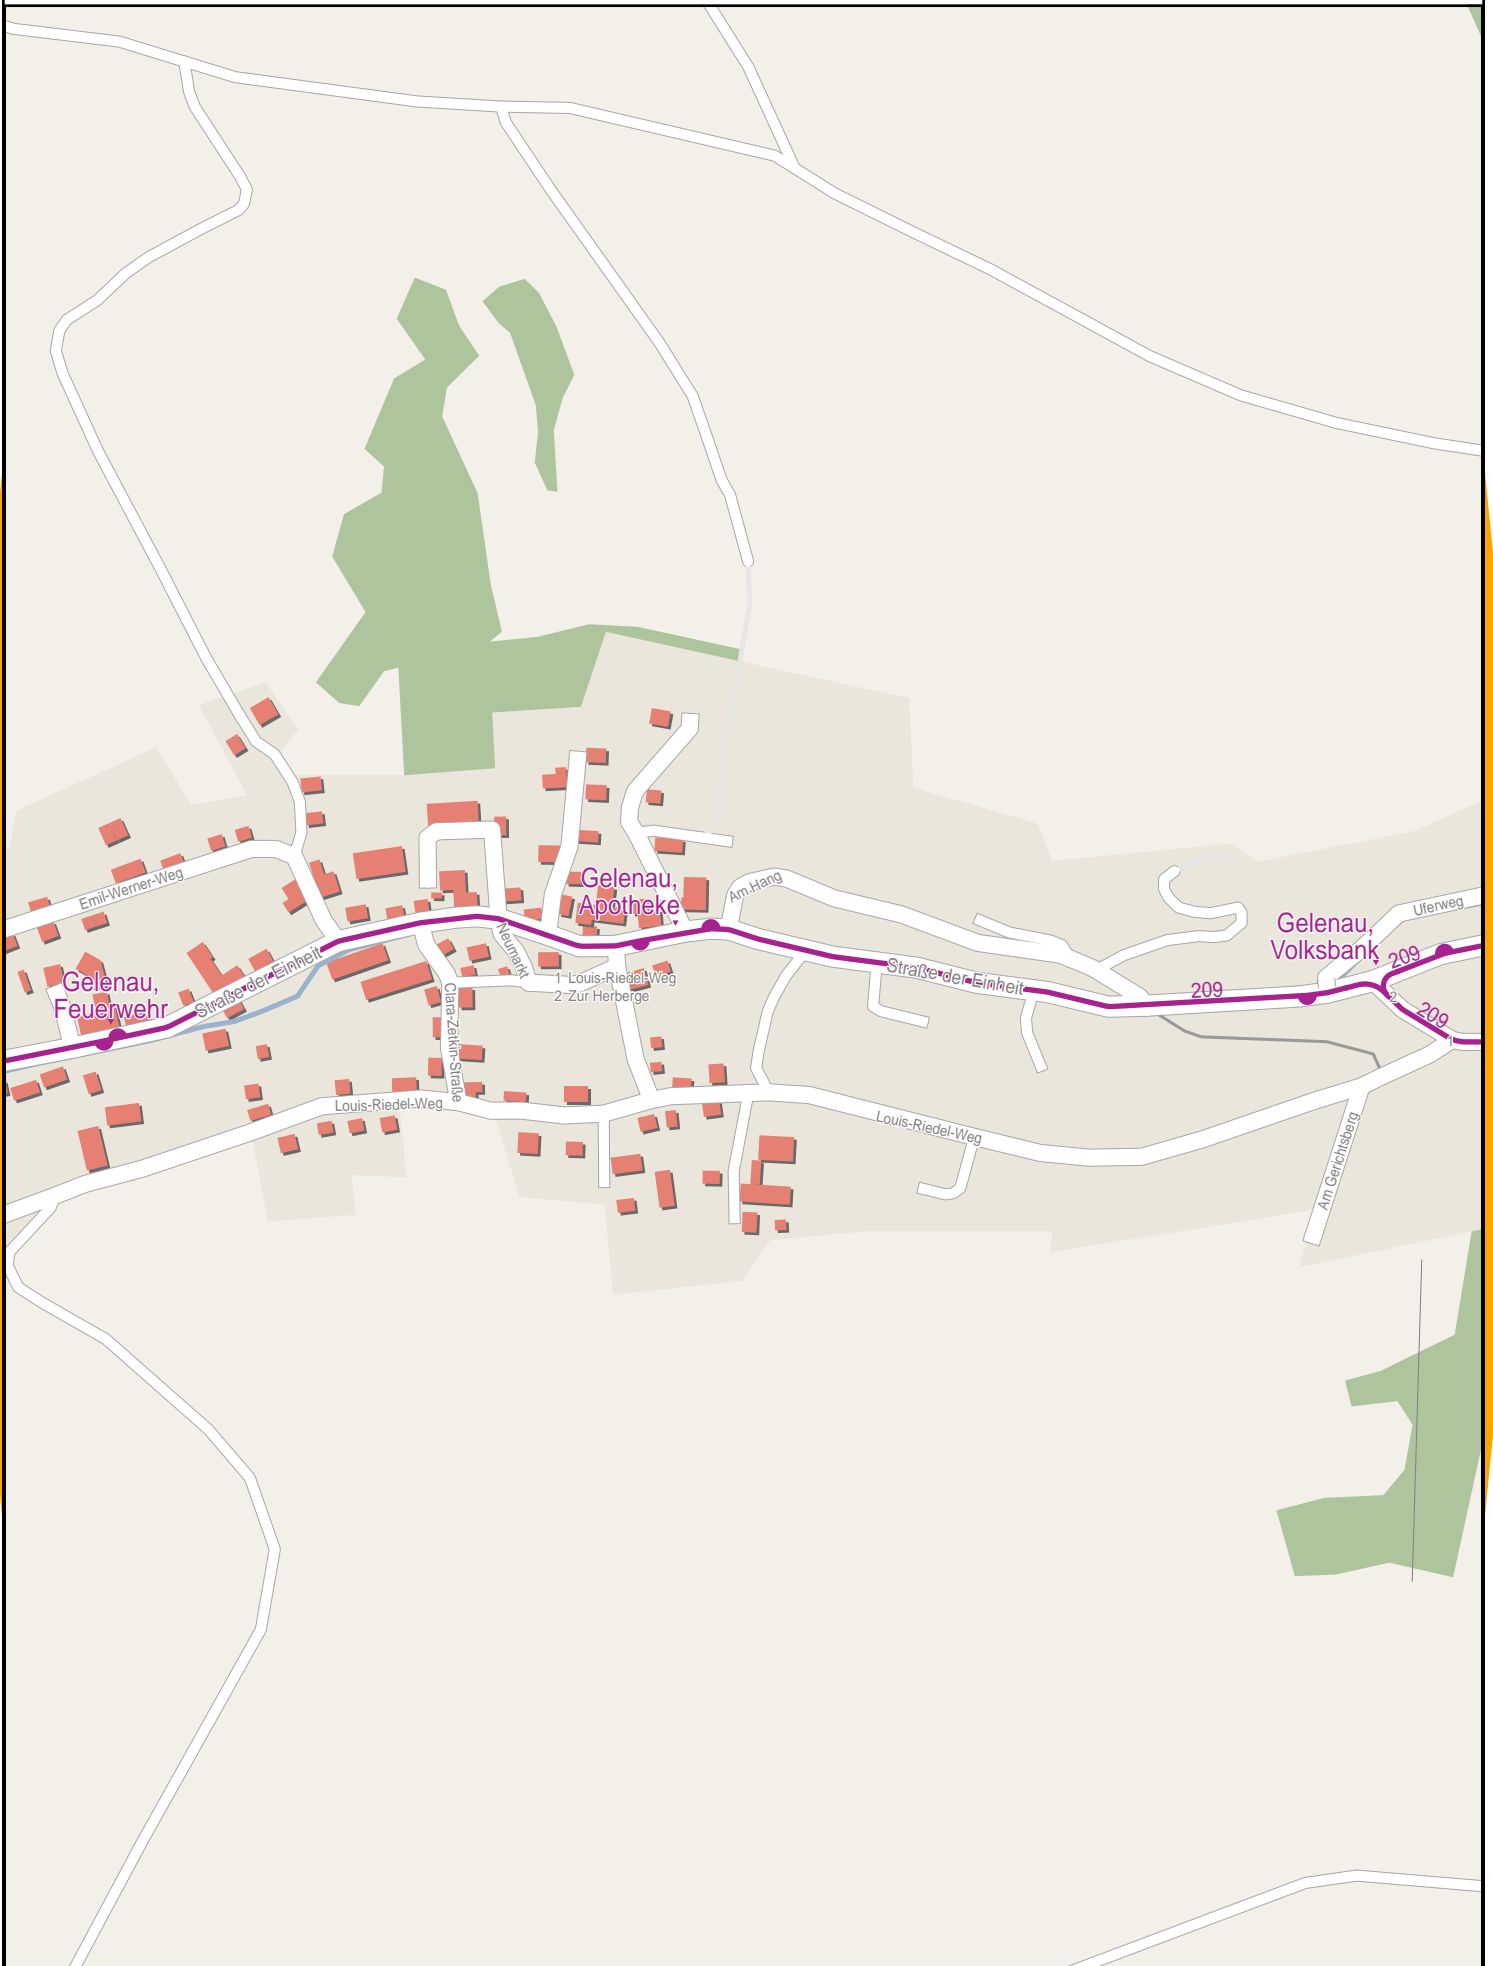 Am Hang
Gelenau,
Apotheke
Emil-Werner-Weg
Uferweg
Gelenau,
Volksbank
Neumarkt
209
Straße der Einheit
Straße der Einheit
Gelenau,
Feuerwehr
1 Louis-Riedel-Weg
2 Zur Herberge
209
2
209
1
Clara-Zetkin-Straße
Louis-Riedel-Weg
Louis-Riedel-Weg
Am Gerichtsberg